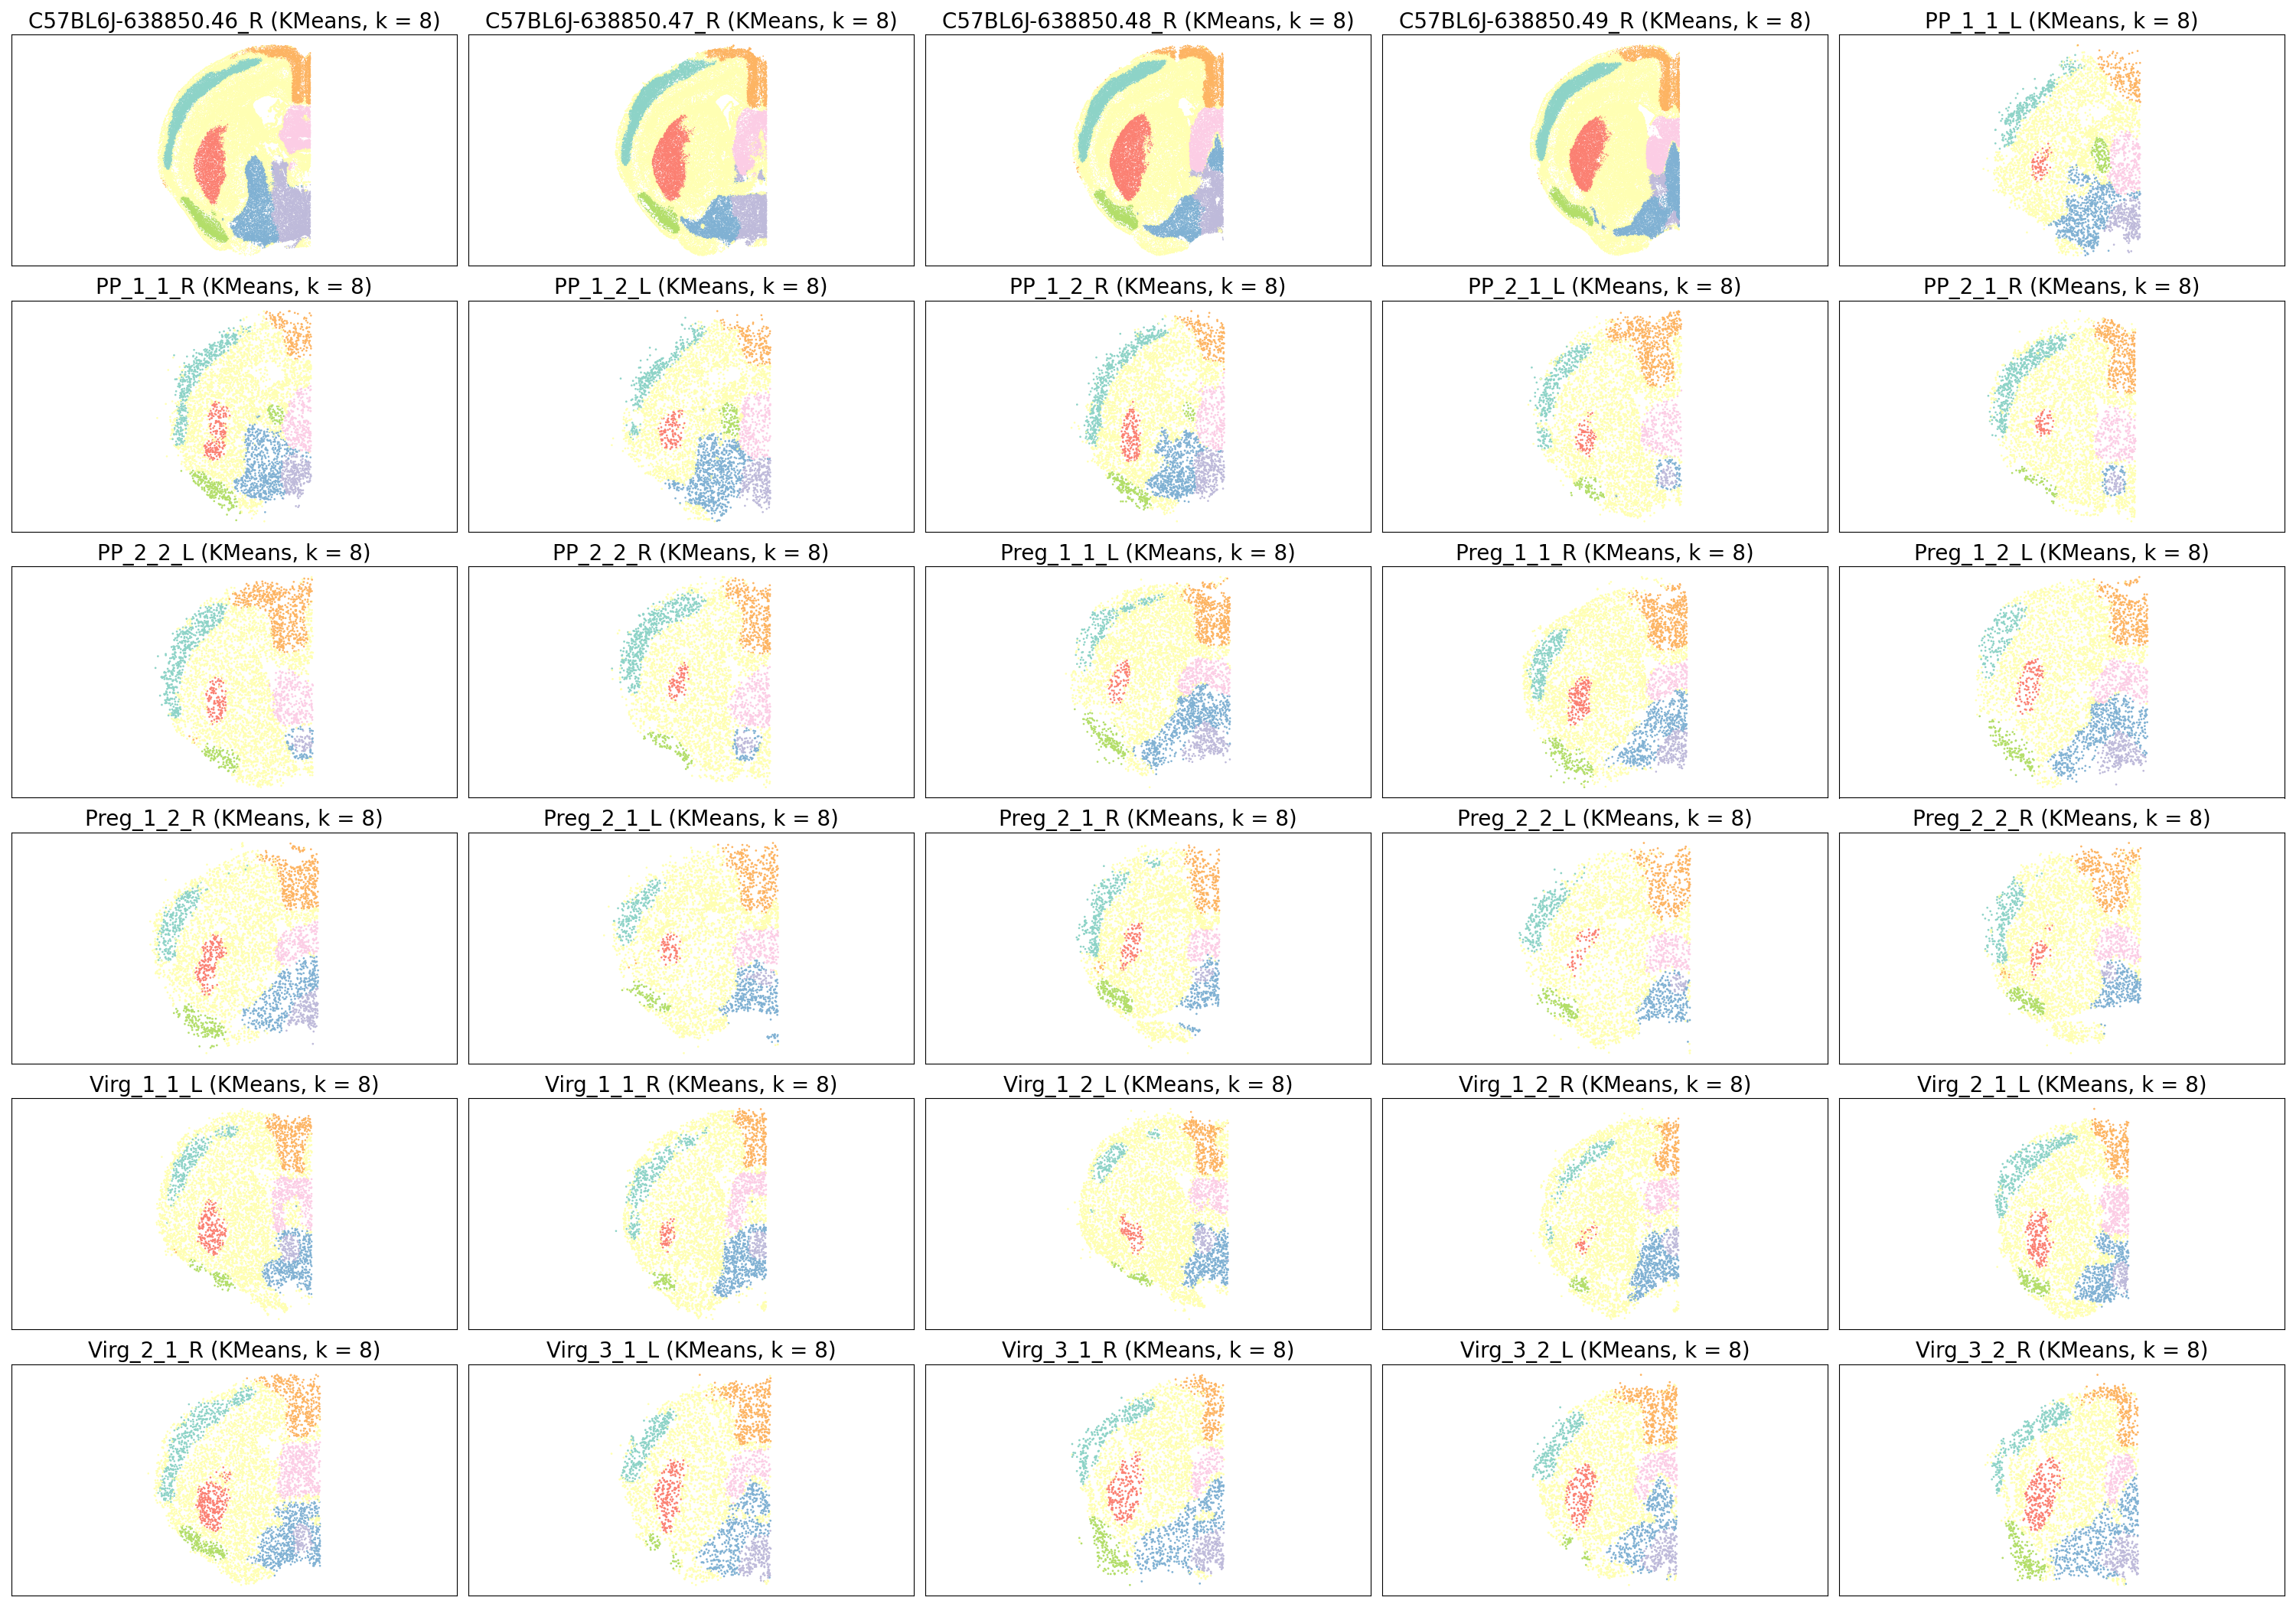 C57BL6J-638850.46_R (KMeans, k = 8)
C57BL6J-638850.47_R (KMeans, k = 8)
C57BL6J-638850.48_R (KMeans, k = 8)
C57BL6J-638850.49_R (KMeans, k = 8)
PP_1_1_L (KMeans, k = 8)
PP_1_1_R (KMeans, k = 8)
PP_1_2_L (KMeans, k = 8)
PP_1_2_R (KMeans, k = 8)
PP_2_1_L (KMeans, k = 8)
PP_2_1_R (KMeans, k = 8)
PP_2_2_L (KMeans, k = 8)
PP_2_2_R (KMeans, k = 8)
Preg_1_1_L (KMeans, k = 8)
Preg_1_1_R (KMeans, k = 8)
Preg_1_2_L (KMeans, k = 8)
Preg_1_2_R (KMeans, k = 8)
Preg_2_1_L (KMeans, k = 8)
Preg_2_1_R (KMeans, k = 8)
Preg_2_2_L (KMeans, k = 8)
Preg_2_2_R (KMeans, k = 8)
Virg_1_1_L (KMeans, k = 8)
Virg_1_1_R (KMeans, k = 8)
Virg_1_2_L (KMeans, k = 8)
Virg_1_2_R (KMeans, k = 8)
Virg_2_1_L (KMeans, k = 8)
Virg_2_1_R (KMeans, k = 8)
Virg_3_1_L (KMeans, k = 8)
Virg_3_1_R (KMeans, k = 8)
Virg_3_2_L (KMeans, k = 8)
Virg_3_2_R (KMeans, k = 8)